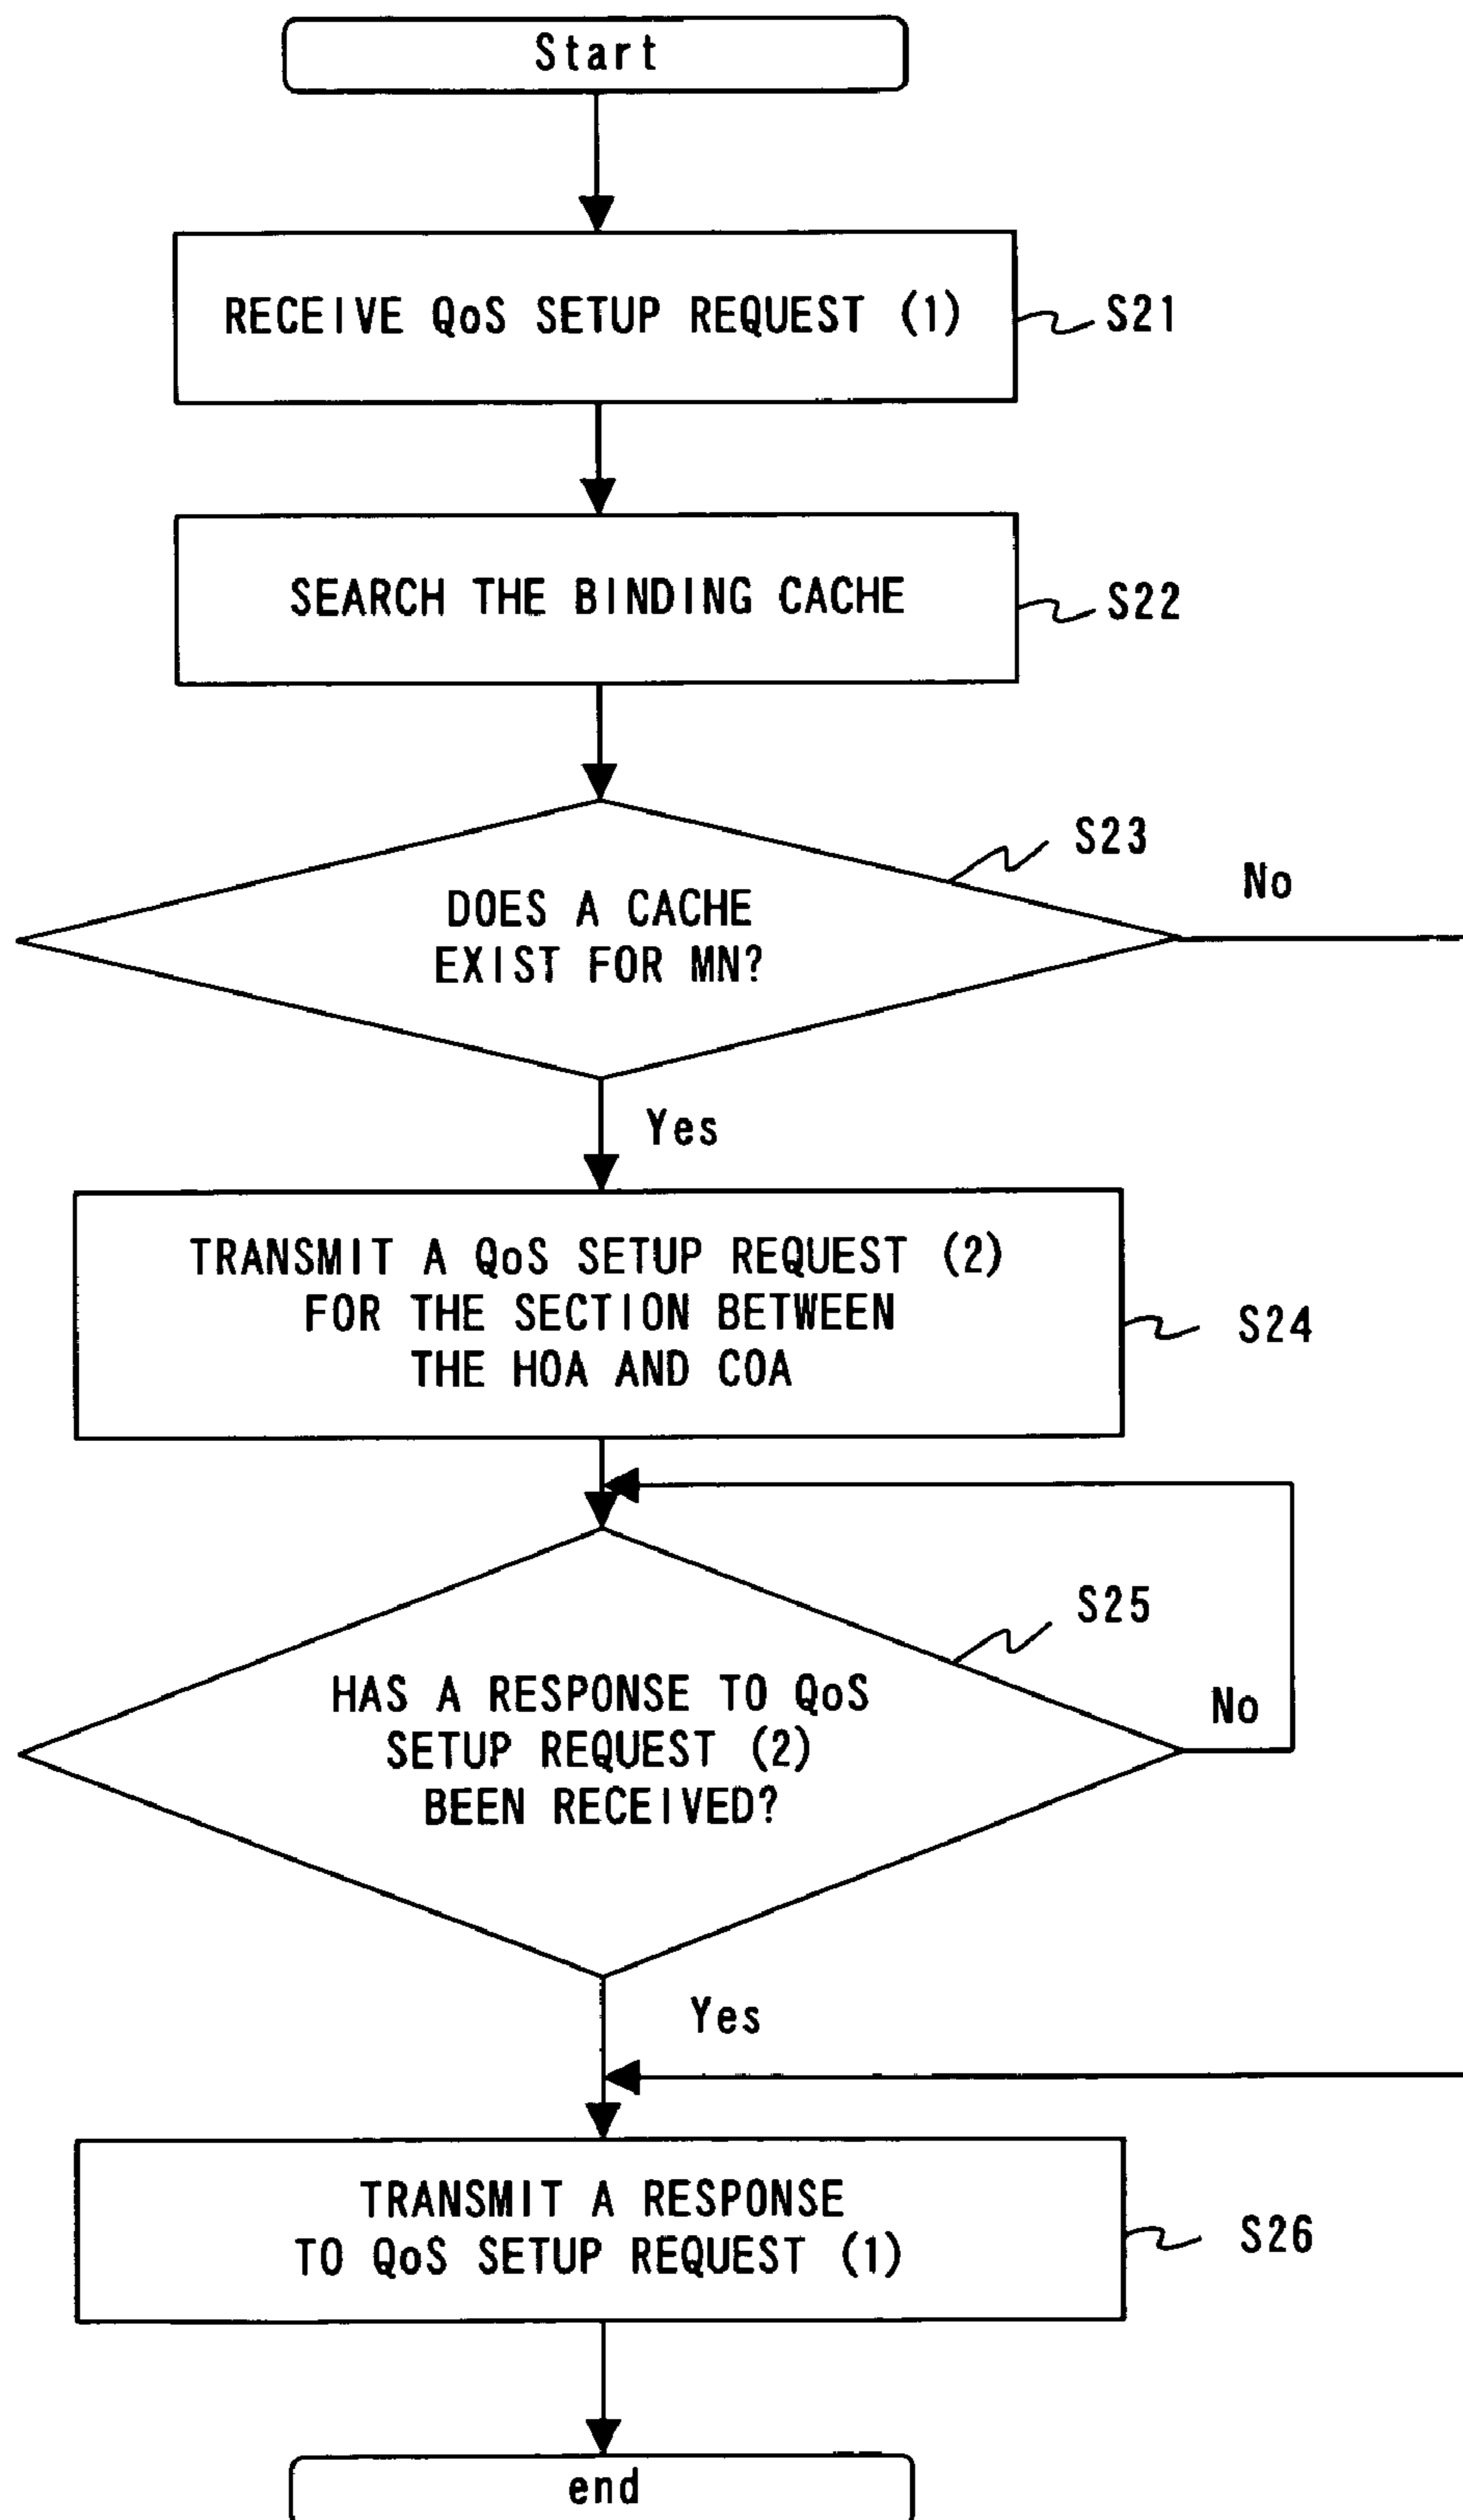 Start
RECEIVE QoS SETUP REQUEST (1)
S21
SEARCH THE BINDING CACHE
S22
S23
No
DOES A CACHE
EXIST FOR MN?
Yes
TRANSMIT A QoS SETUP REQUEST (2)
FOR THE SECTION BETWEEN
THE HOA AND COA
S24
S25
HAS A RESPONSE TO QoS
SETUP REQUEST (2)
BEEN RECEIVED?
No
Yes
TRANSMIT A RESPONSE
TO QoS SETUP REQUEST (1)
S26
end